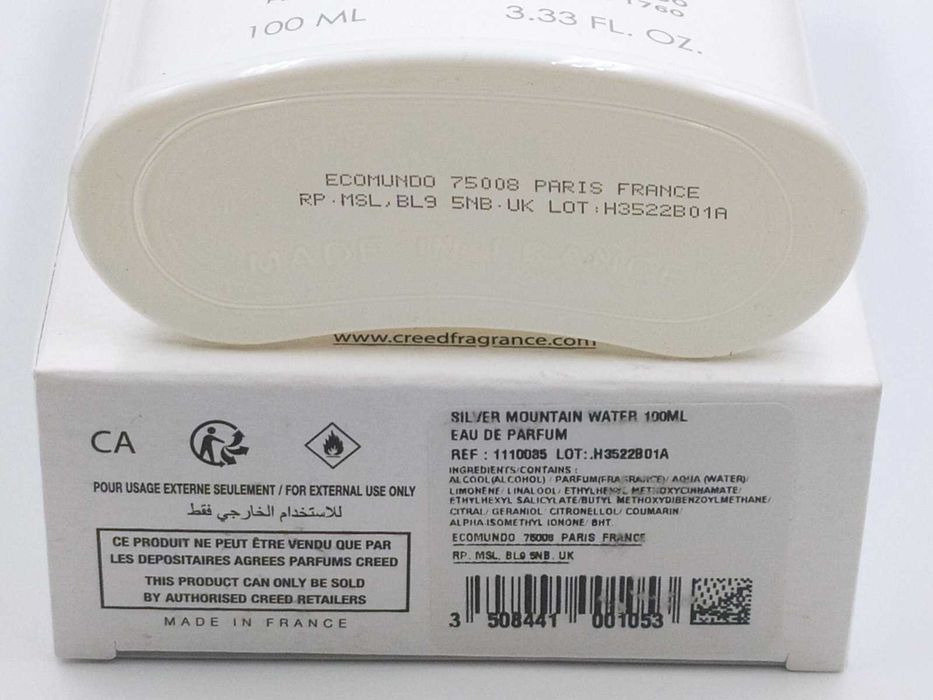 1760
100 ML 3.33 FL. OZ.
ECOMUNDO 75008 PARIS FRANCE
RP.MSL,BL9 5NB.UK LOT:H3522B01A
MADE IN FRANCE
www.creedfragrance.com
CA
POUR USAGE EXTERNE SEULEMENT / FOR EXTERNAL USE ONLY
للاستخدام الخارجي فقط
CE PRODUIT NE PEUT ÊTRE VENDU QUE PAR
LES DEPOSITAIRES AGREES PARFUMS CREED
THIS PRODUCT CAN ONLY BE SOLD
BY AUTHORISED CREED RETAILERS
MADE IN FRANCE
SILVER MOUNTAIN WATER 100ML
EAU DE PARFUM
REF : 1110035 LOT:.H3522B01A
INGREDIENTS/CONTAINS :
ALCOOL(ALCOHOL) / PARFUM(FRAGRANCE)/ AQUA (WATER)/
LIMONENE/ LINALOOL/ ETHYLHEXYL METHOXYCINNAMATE/
ETHYLHEXYL SALICYLATE/BUTYL METHOXYDIBENZOYLMETHANE/
CITRAL/ GERANIOL/ CITRONELLOL/ COUMARIN/
ALPHA-ISOMETHYL IONONE/ BHT.
ECOMUNDO 75008 PARIS FRANCE
RP. MSL, BL9 5NB. UK
3 508441 001053